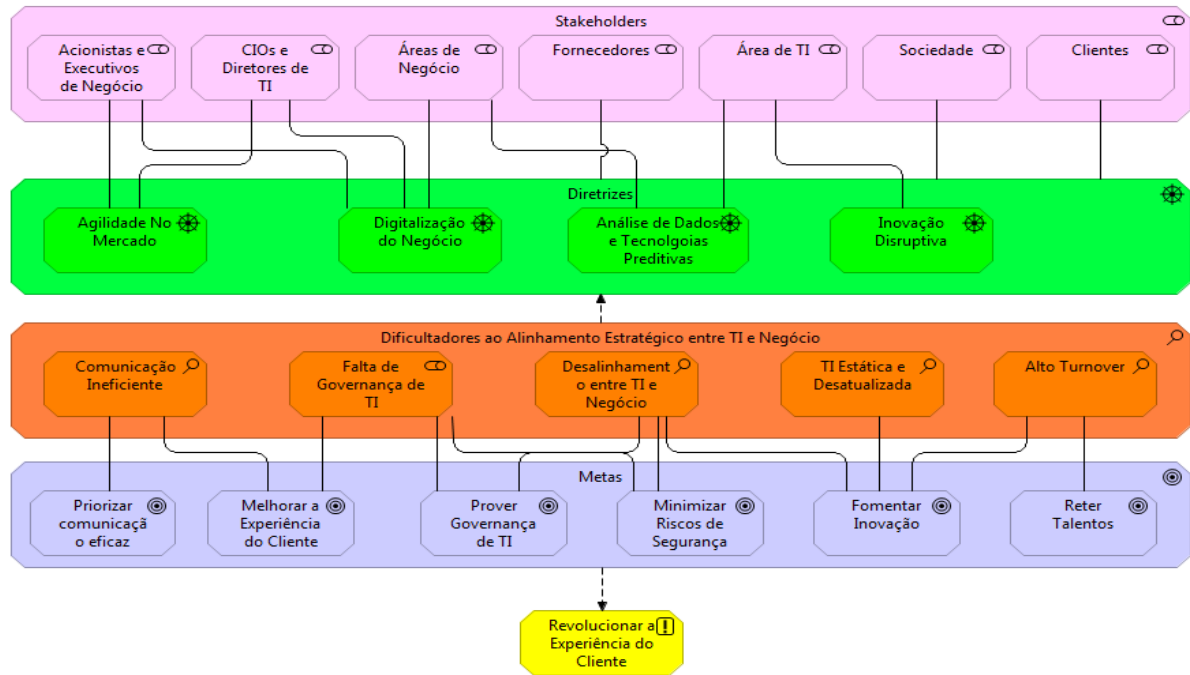 Stakeholders
Acionistas e
Executivos
de Negócio
CIOs e
Diretores de
TI
Áreas de
Negócio
Fornecedores
Área de TI
Sociedade
Clientes
Diretrizes
Agilidade No
Mercado
Digitalização
do Negócio
Análise de Dados
e Tecnolgoias
Preditivas
Inovação
Disruptiva
Dificultadores ao Alinhamento Estratégico entre TI e Negócio
Comunicação
Ineficiente
Falta de
Governança de
TI
Desalinhament
o entre TI e
Negócio
TI Estática e
Desatualizada
Alto Turnover
Metas
Priorizar
comunicaçã
o eficaz
Melhorar a
Experiência
do Cliente
Prover
Governança
de TI
Minimizar
Riscos de
Segurança
Fomentar
Inovação
Reter
Talentos
Revolucionar a
Experiência do
Cliente